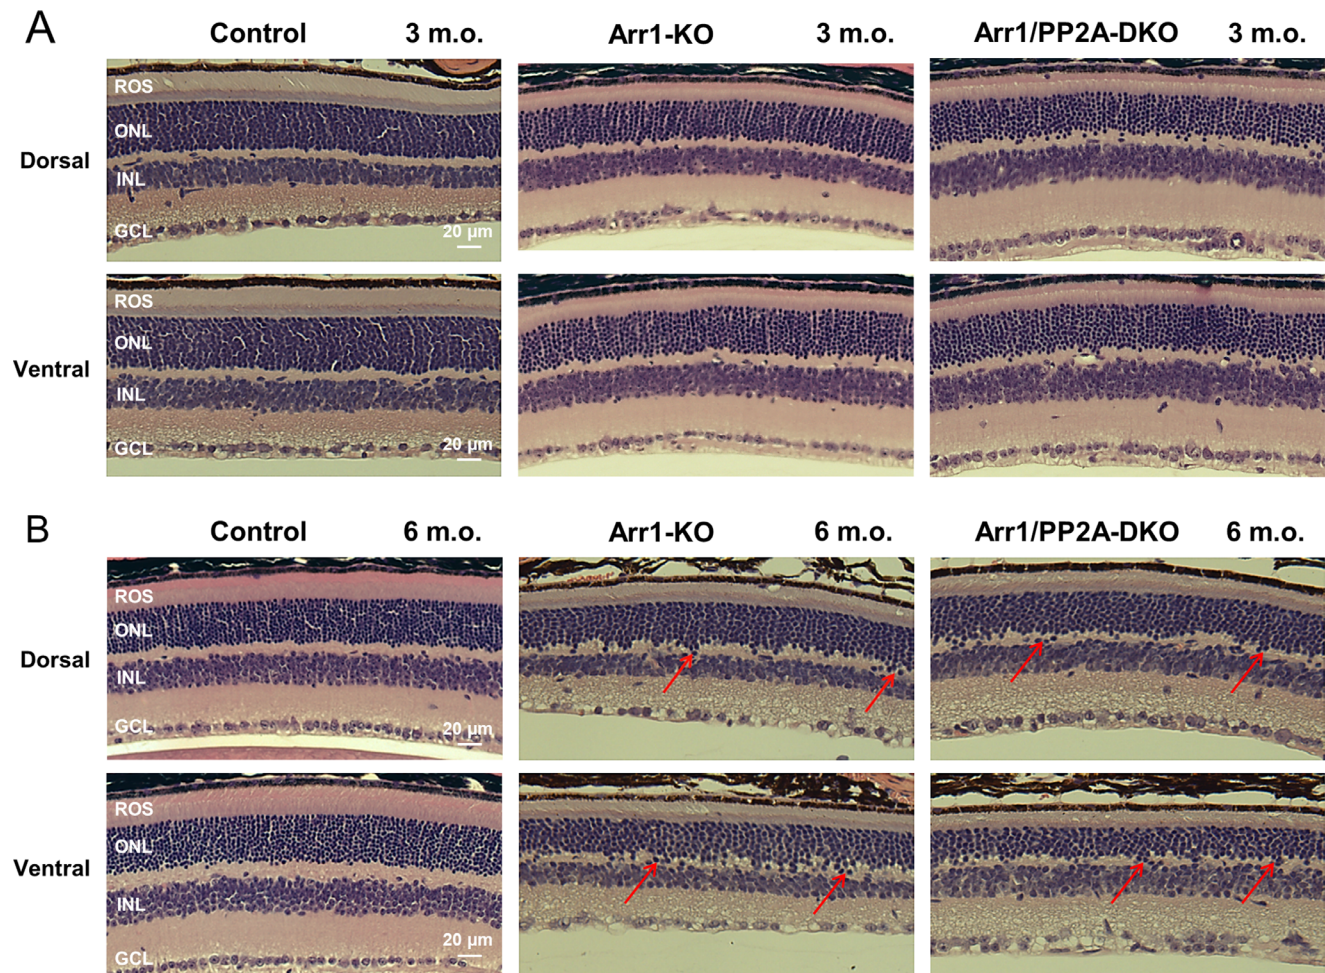 A
Control 3 m.o. Arr1-KO 3 m.o. Arr1/PP2A-DKO 3 m.o.
Dorsal
ROS
ONL
INL
GCL
20 µm
Ventral
ROS
ONL
INL
GCL
20 µm
B
Control 6 m.o. Arr1-KO 6 m.o. Arr1/PP2A-DKO 6 m.o.
Dorsal
ROS
ONL
INL
GCL
20 µm
Ventral
ROS
ONL
INL
GCL
20 µm